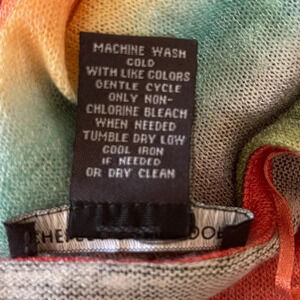 MACHINE WASH
COLD
WITH LIKE COLORS
GENTLE CYCLE
ONLY NON-
CHLORINE BLEACH
WHEN NEEDED
TUMBLE DRY LOW
COOL IRON
IF NEEDED
OR DRY CLEAN